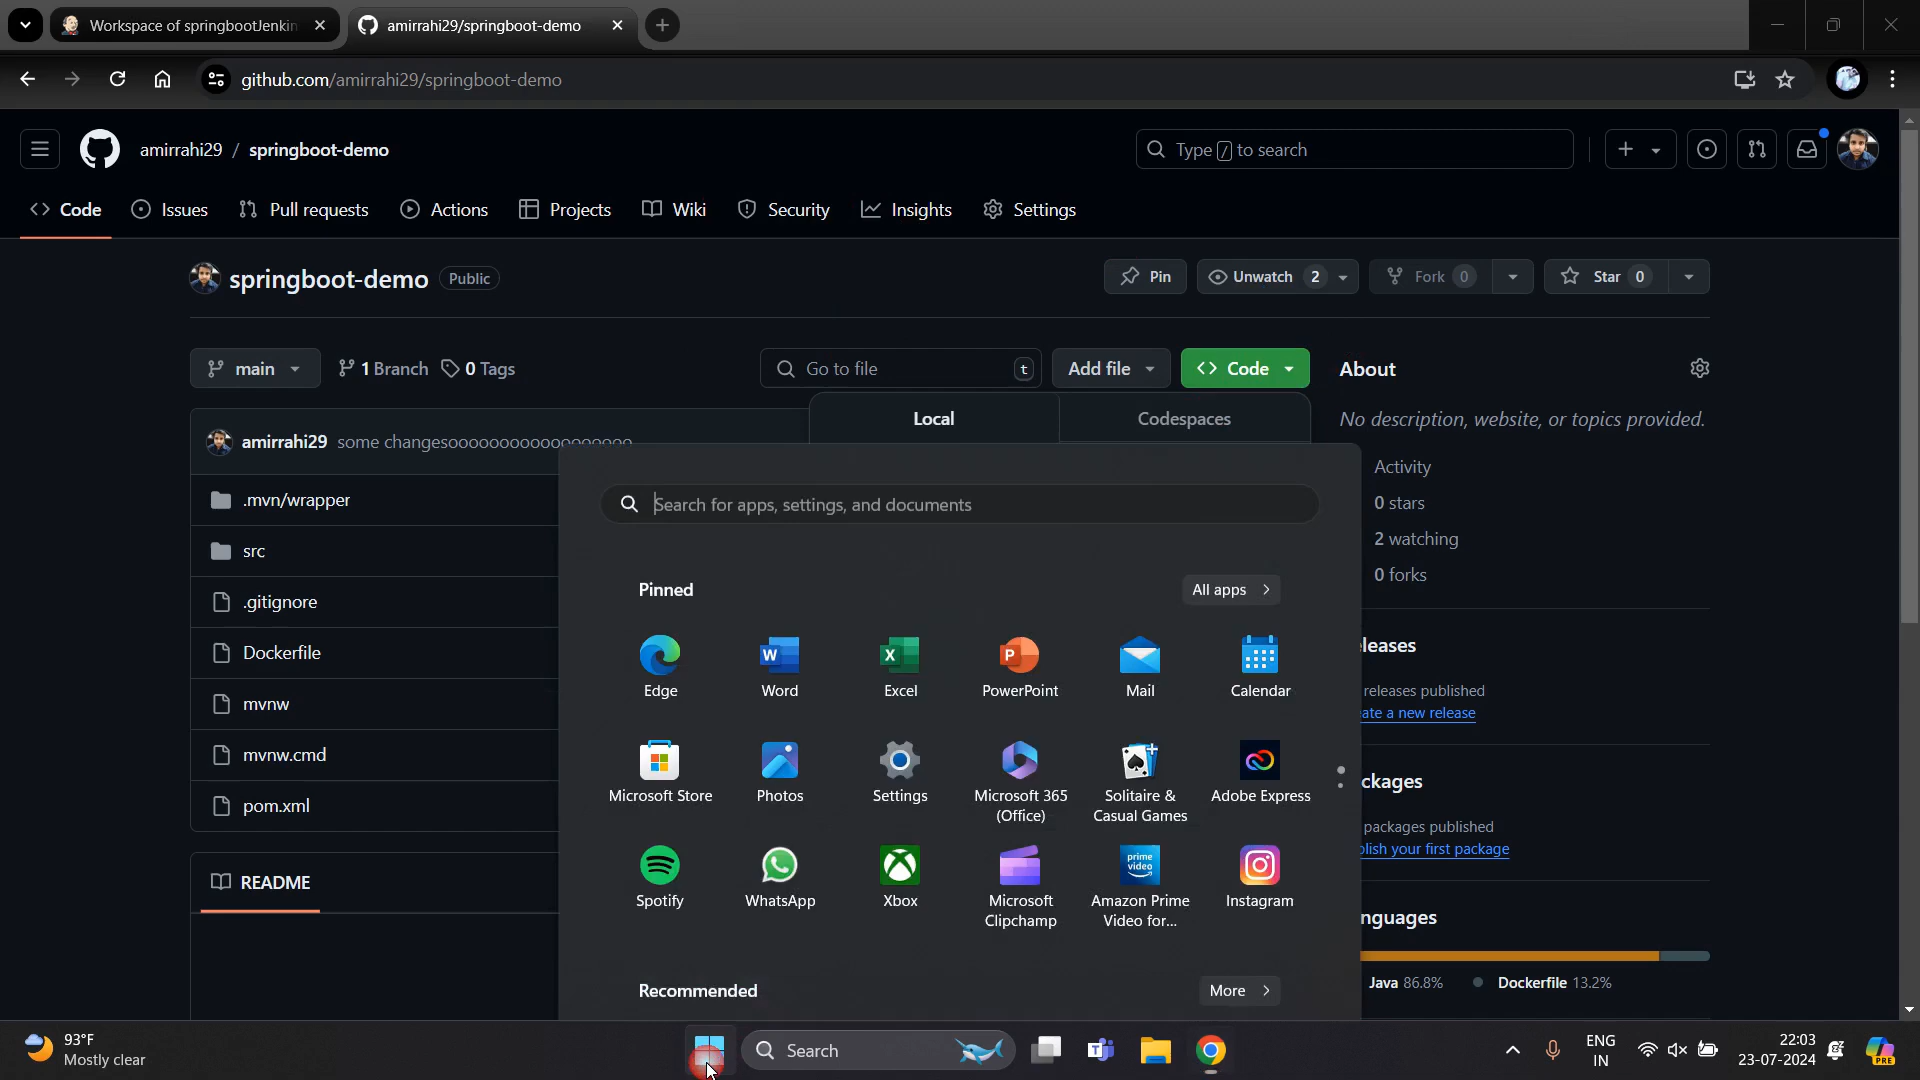 Workspace of springbootJenkin
amirrahi29/springboot-demo
github.com/amirrahi29/springboot-demo
amirrahi29 / springboot-demo
Type / to search
Code
Issues
Pull requests
Actions
Projects
Wiki
Security
Insights
Settings
springboot-demo
Public
Pin
Unwatch 2
Fork 0
Star 0
main
1 Branch
0 Tags
Go to file
t
Add file
<> Code
About
Local
Codespaces
No description, website, or topics provided.
amirrahi29 some changesoooooooooooooooooo
Activity
0 stars
2 watching
0 forks
.mvn/wrapper
src
.gitignore
Dockerfile
mvnw
mvnw.cmd
pom.xml
README
Search for apps, settings, and documents
Pinned
All apps >
Edge
Word
Excel
PowerPoint
Mail
Calendar
Microsoft Store
Photos
Settings
Microsoft 365
(Office)
Solitaire &
Casual Games
Adobe Express
Spotify
WhatsApp
Xbox
Microsoft
Clipchamp
prime
video
Amazon Prime
Video for...
Instagram
Recommended
More >
eleases
releases published
ate a new release
ckages
packages published
blish your first package
nguages
Java 86.8%
Dockerfile 13.2%
93°F
Mostly clear
Search
ENG
IN
22:03
23-07-2024
PRE